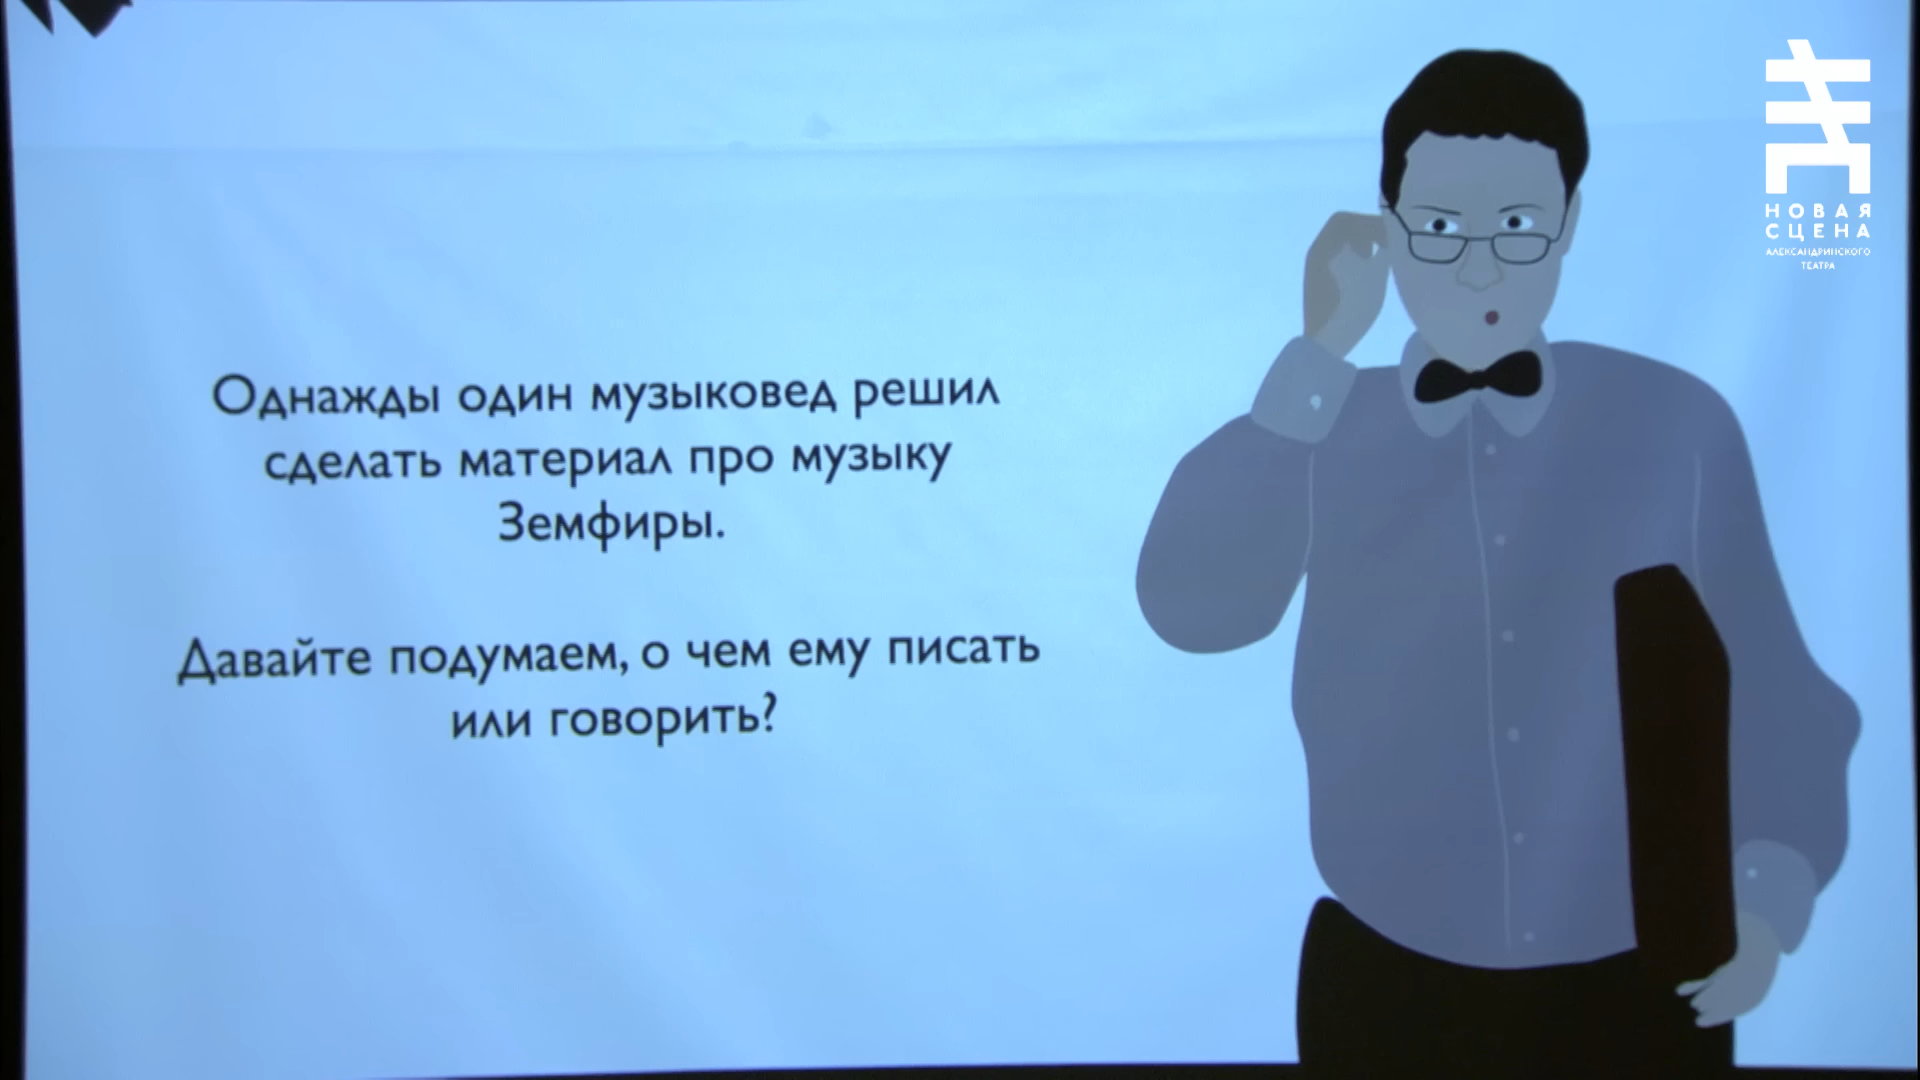 Однажды один музыковед решил
сделать материал про музыку
Земфиры.
Давайте подумаем, о чем ему писать
или говорить?
НОВАЯ
СЦЕНА
АЛЕКСАНДРИНСКОГО
ТЕАТРА